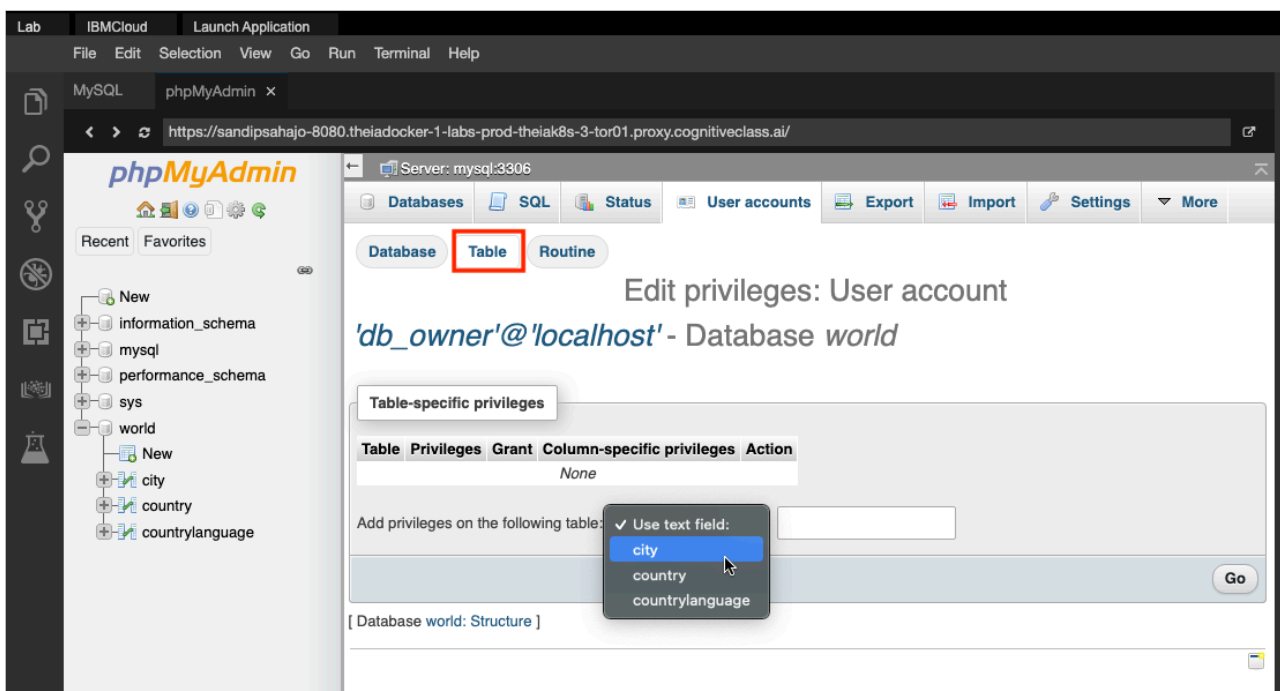 Lab IBMCloud Launch Application
File Edit Selection View Go Run Terminal Help
MySQL phpMyAdmin ×
https://sandipsahajo-8080.theiadocker-1-labs-prod-theiak8s-3-tor01.proxy.cognitiveclass.ai/
phpMyAdmin
Recent Favorites
New
information_schema
mysql
performance_schema
sys
world
New
city
country
countrylanguage
Server: mysql:3306
Databases SQL Status User accounts Export Import Settings More
Database Table Routine
Edit privileges: User account
'db_owner'@'localhost' - Database world
Table-specific privileges
Table Privileges Grant Column-specific privileges Action
None
Add privileges on the following table: ✓ Use text field:
city
country
countrylanguage
Go
[ Database world: Structure ]